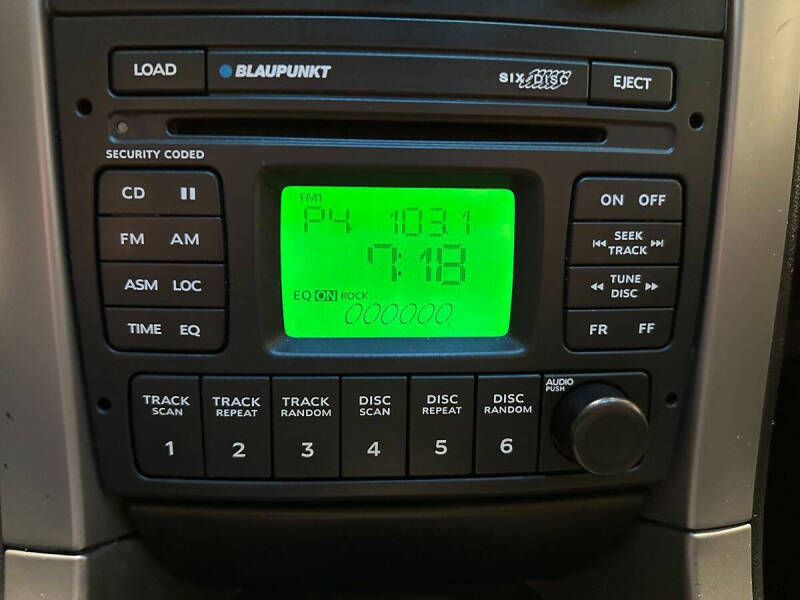 LOAD
BLAUPUNKT
SIX DISC
EJECT
SECURITY CODED
CD
FM AM
ASM LOC
TIME EQ
FM1
P4 103.1
7:18
EQ ON ROCK
000000
ON OFF
SEEK
TRACK
TUNE
DISC
FR FF
TRACK
SCAN
1
TRACK
REPEAT
2
TRACK
RANDOM
3
DISC
SCAN
4
DISC
REPEAT
5
DISC
RANDOM
6
AUDIO
PUSH